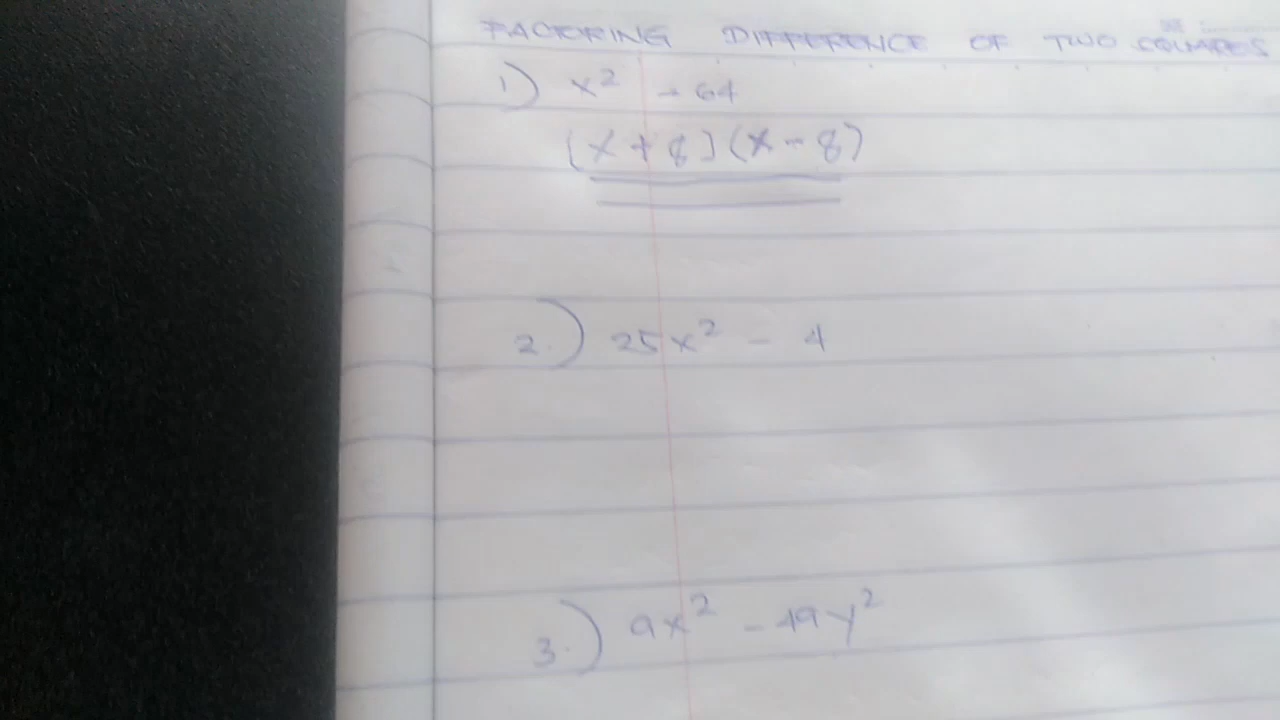 FACTORING DIFFERENCE OF TWO SQUARES
1) x² - 64
(x + 8)(x - 8)
2.) 25x² - 4
3.) 9x² - 49y²